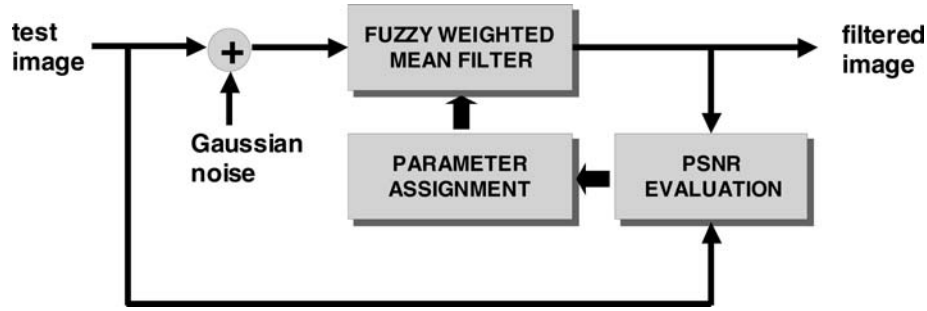 test
image
+
FUZZY WEIGHTED
MEAN FILTER
filtered
image
Gaussian
noise
PARAMETER
ASSIGNMENT
PSNR
EVALUATION